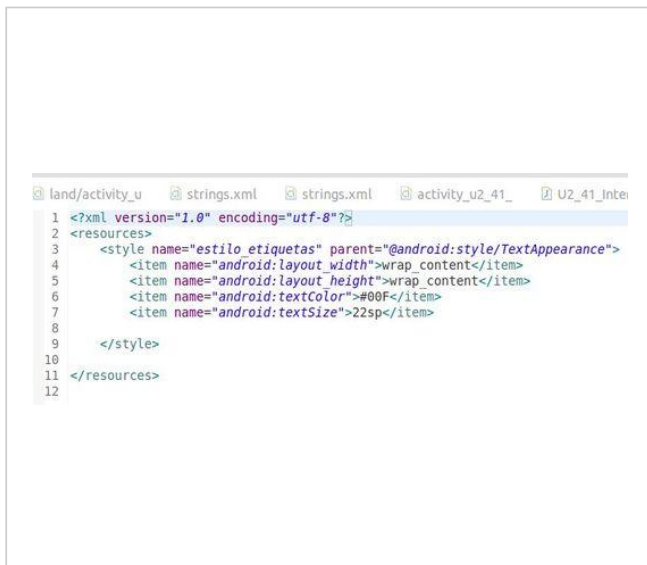 land/activity_u strings.xml strings.xml activity_u2_41_ U2_41_Inte
1 <?xml version="1.0" encoding="utf-8"?>
2 <resources>
3 <style name="estilo_etiquetas" parent="@android:style/TextAppearance">
4 <item name="android:layout_width">wrap_content</item>
5 <item name="android:layout_height">wrap_content</item>
6 <item name="android:textColor">#00F</item>
7 <item name="android:textSize">22sp</item>
8
9 </style>
10
11 </resources>
12